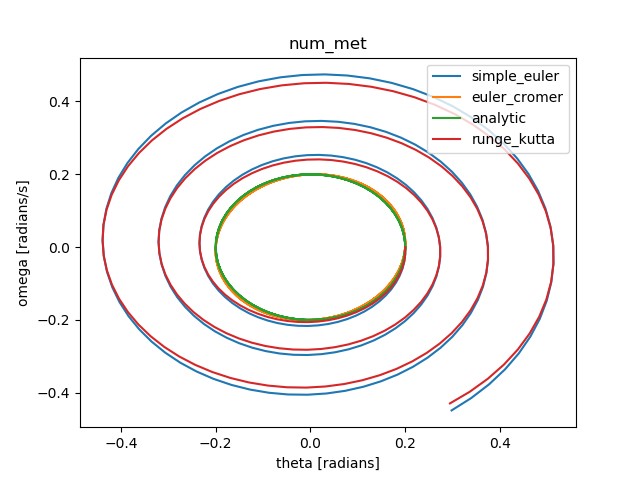 num_met
simple_euler
euler_cromer
analytic
runge_kutta
0.4
0.2
0.0
−0.2
−0.4
omega [radians/s]
−0.4
−0.2
0.0
0.2
0.4
theta [radians]